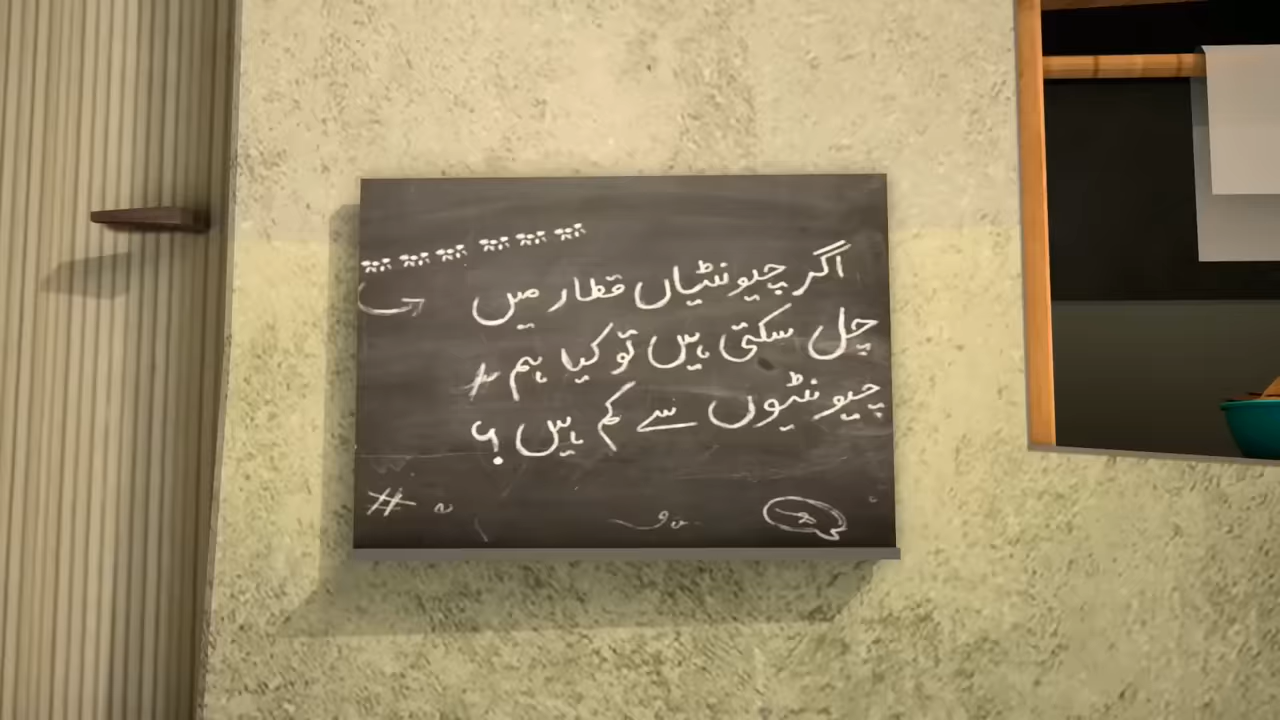 اگر چیونٹیاں قطار میں
چل سکتی ہیں تو کیا ہم
چیونٹیوں سے کم ہیں ؟
#